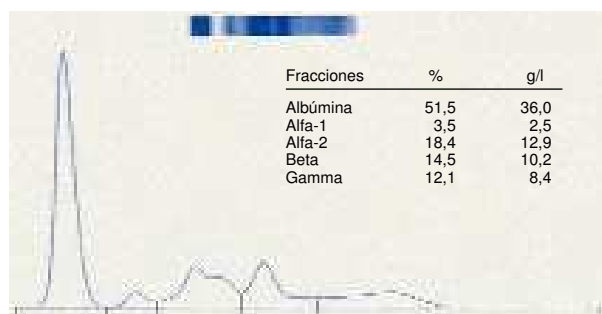 Fracciones % g/l
Albúmina 51,5 36,0
Alfa-1 3,5 2,5
Alfa-2 18,4 12,9
Beta 14,5 10,2
Gamma 12,1 8,4